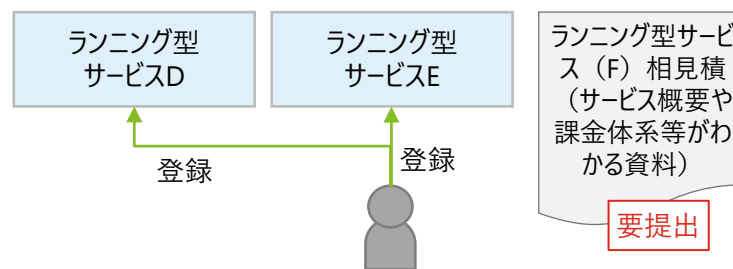 ランニング型
サービスD
ランニング型
サービスE
登録
登録
ランニング型サービ
ス（F）相見積
（サービス概要や
課金体系等がわ
かる資料）
要提出